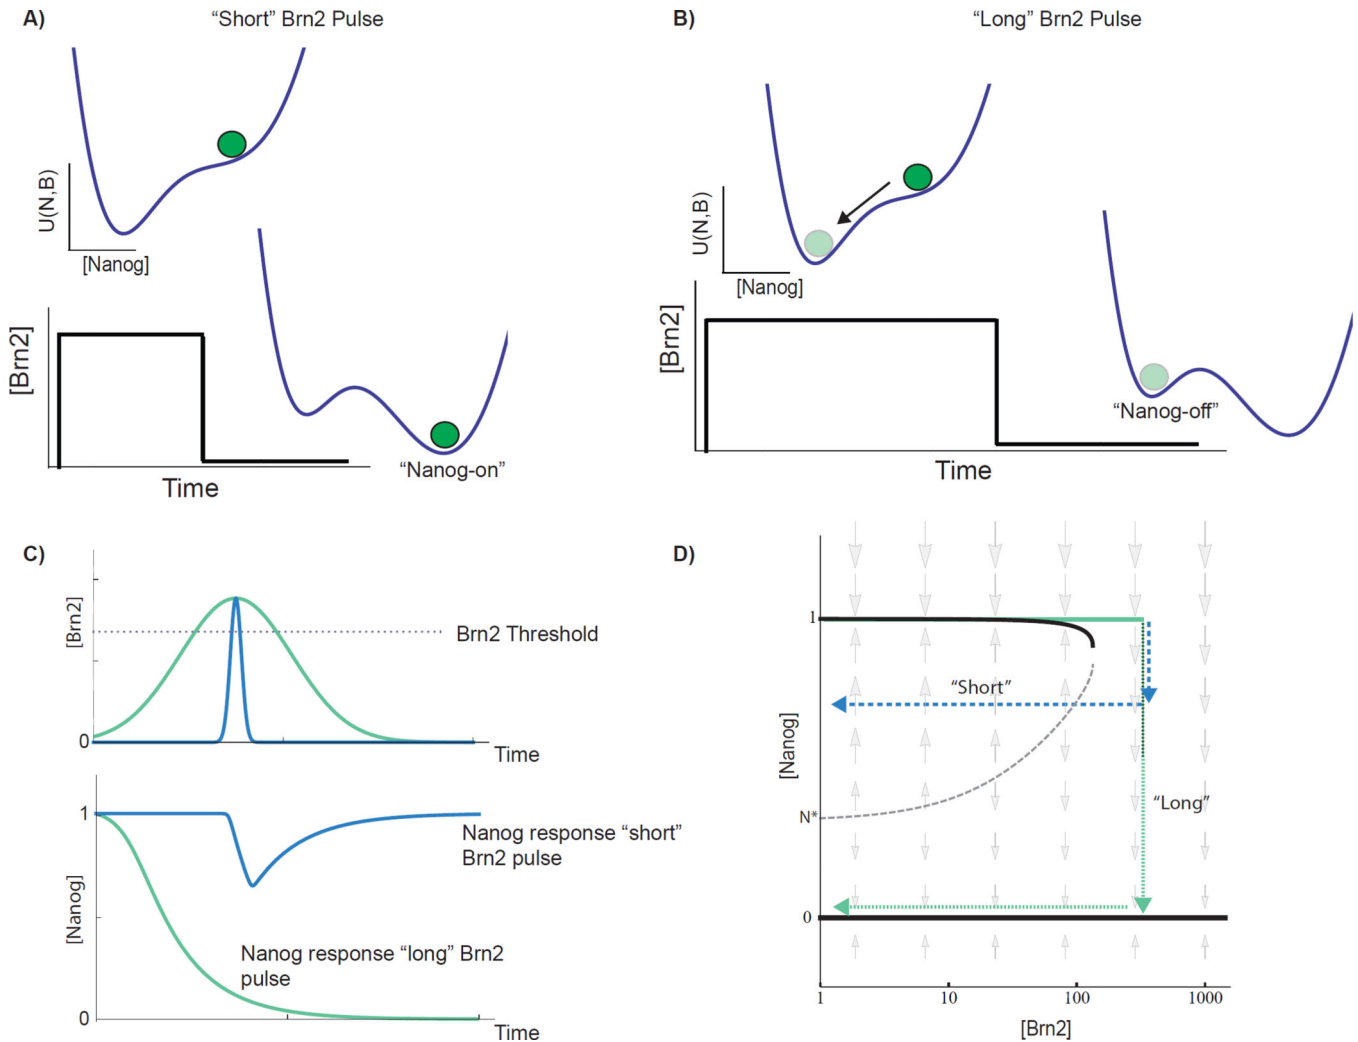 A)
“Short” Brn2 Pulse
U(N,B)
[Nanog]
[Brn2]
Time
“Nanog-on”
B)
“Long” Brn2 Pulse
U(N,B)
[Nanog]
[Brn2]
Time
“Nanog-off”
C)
[Brn2]
Brn2 Threshold
0
Time
1
[Nanog]
Nanog response “short”
Brn2 pulse
Nanog response “long” Brn2
pulse
0
Time
D)
1
[Nanog]
“Short”
“Long”
N*
0
1
10
100
1000
[Brn2]